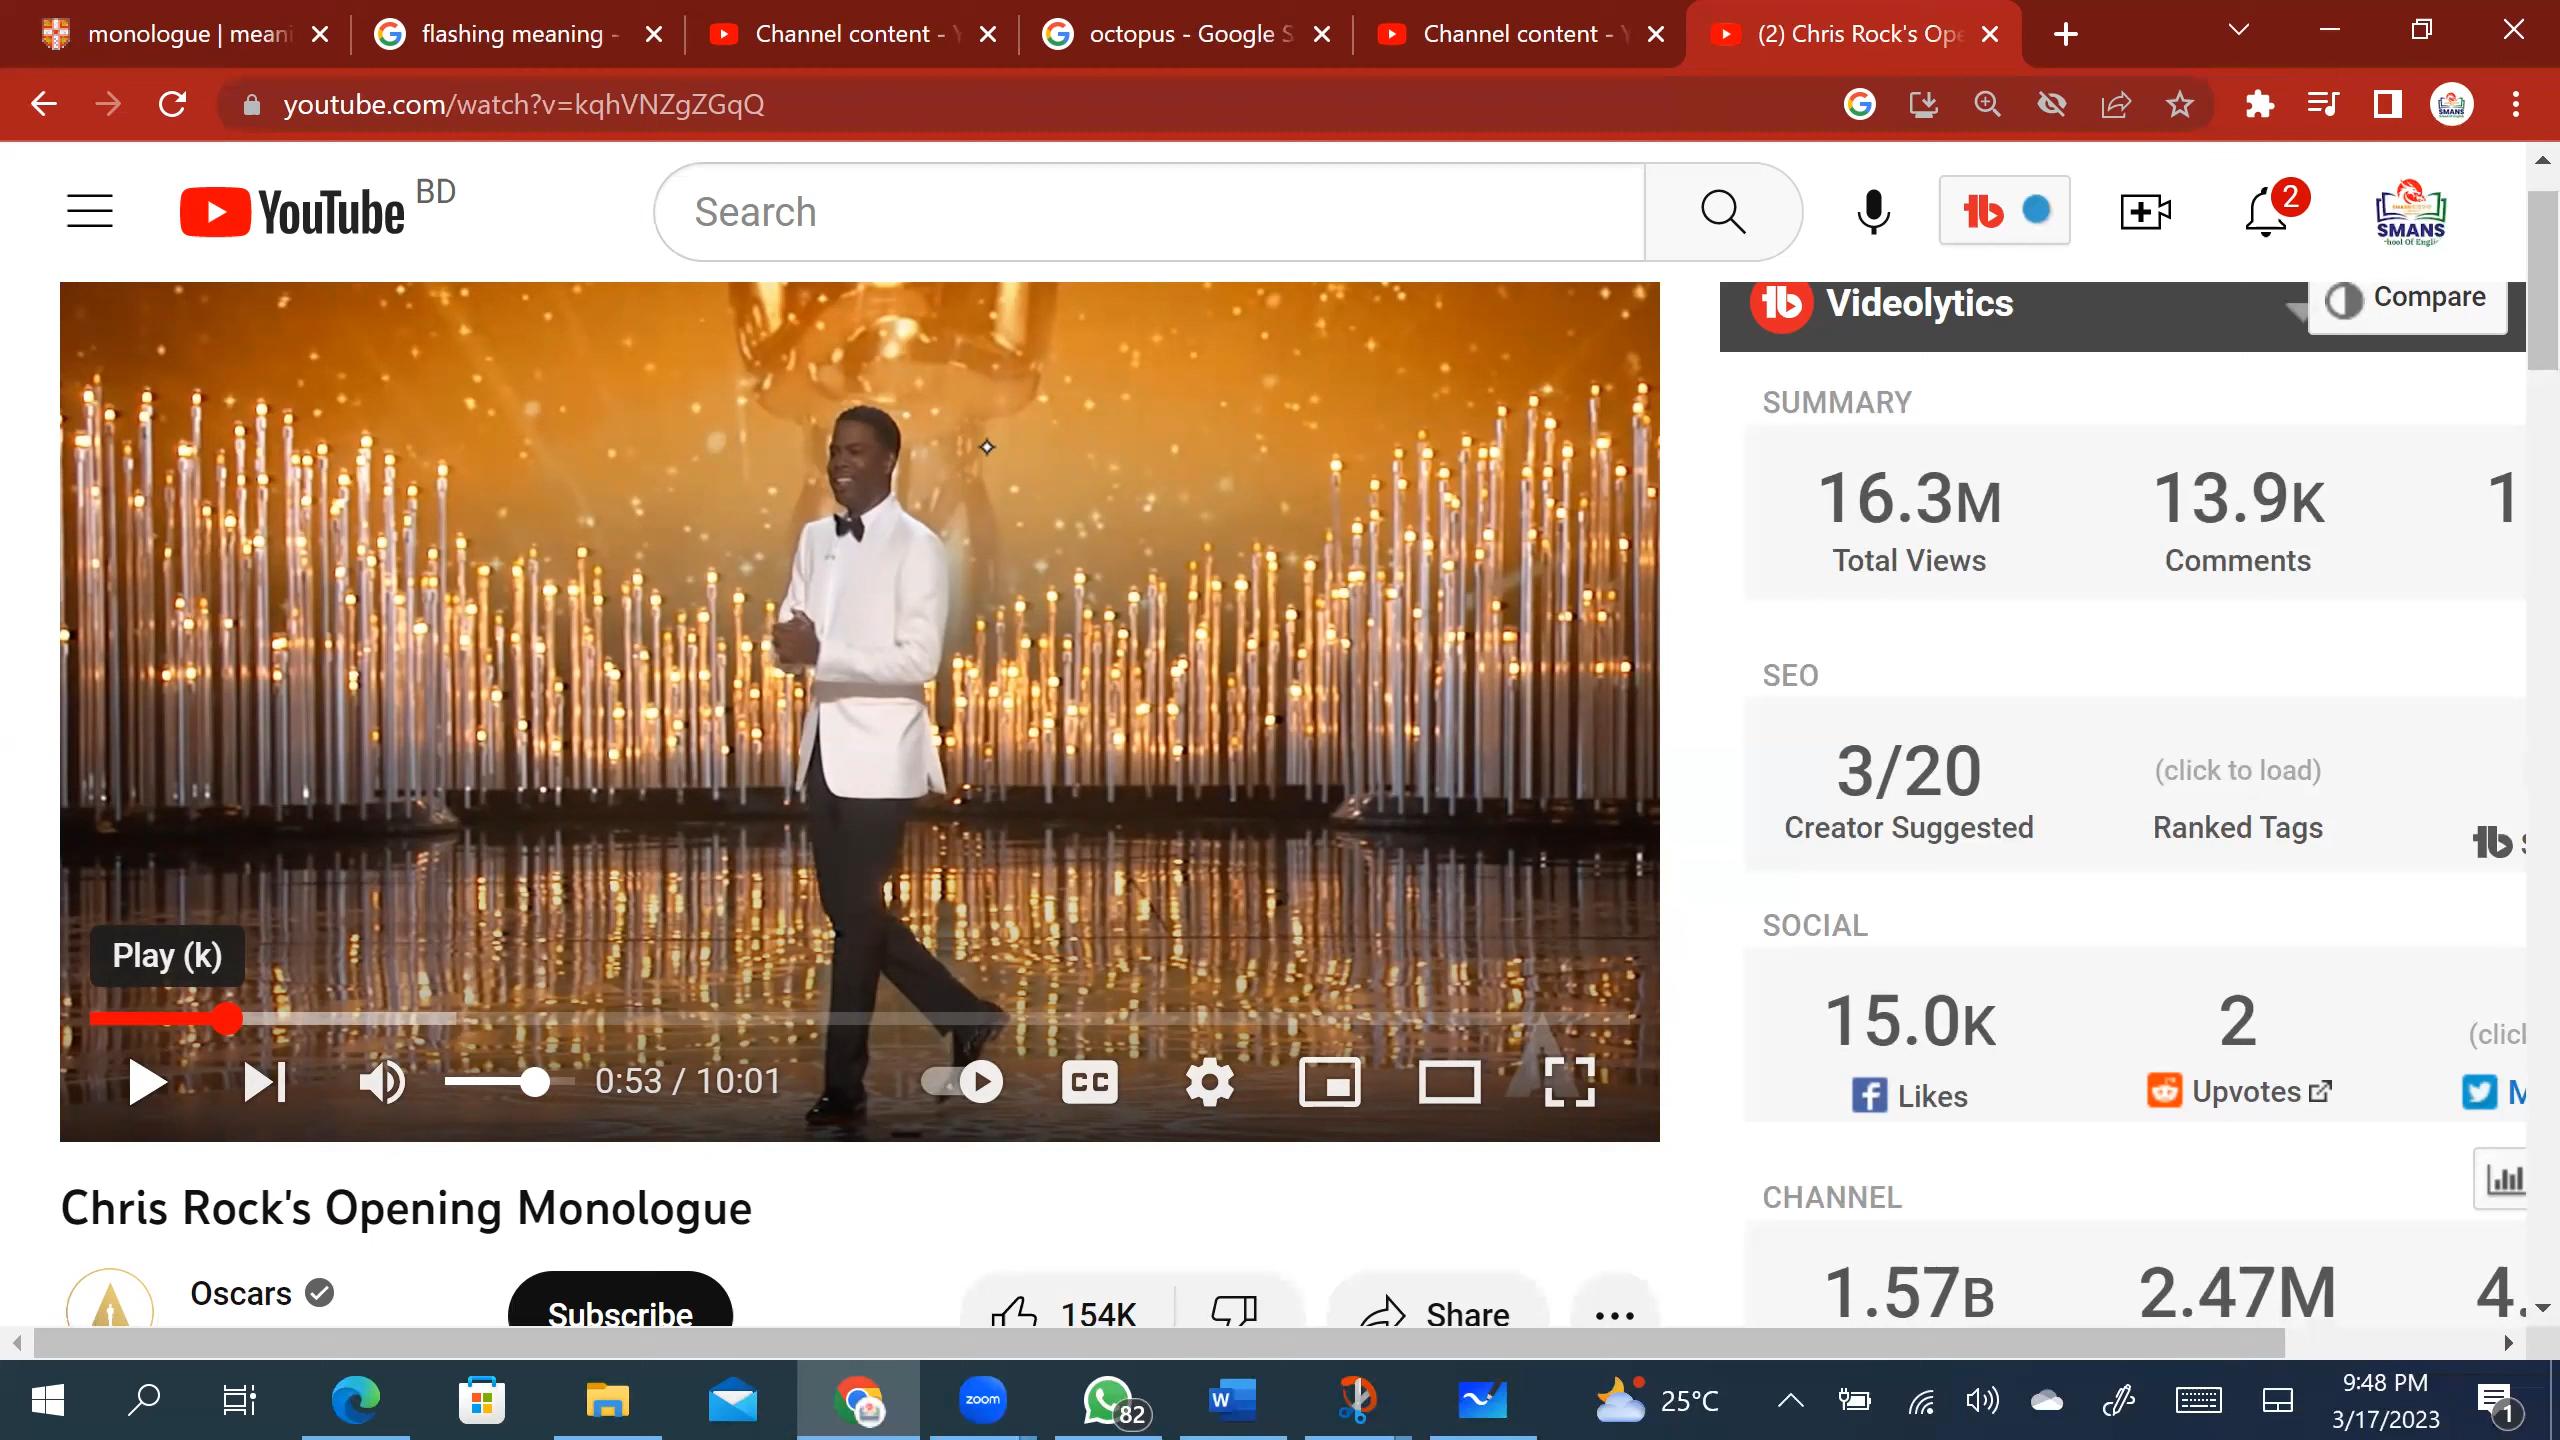 monologue | meani
flashing meaning -
Channel content - Y
octopus - Google S
Channel content - Y
(2) Chris Rock's Ope
youtube.com/watch?v=kqhVNZgZGqQ
YouTube BD
Search
2
SMANS
Videolytics
Compare
SUMMARY
16.3M
13.9K
1
Total Views
Comments
SEO
3/20
(click to load)
Creator Suggested
Ranked Tags
SOCIAL
15.0K
2
(clicl
Likes
Upvotes
CHANNEL
1.57B
2.47M
4.
Play (k)
0:53 / 10:01
CC
Chris Rock's Opening Monologue
Oscars
Subscribe
154K
Share
zoom
82
25°C
9:48 PM
3/17/2023
1